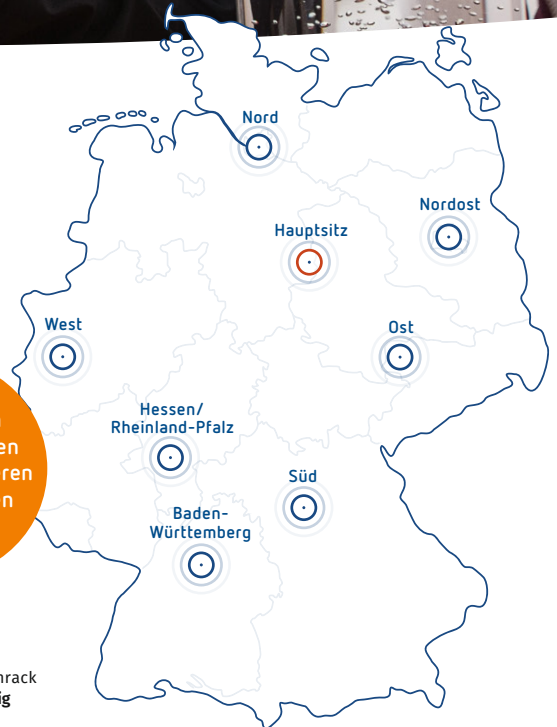 Nord
Nordost
Hauptsitz
West
Ost
Hessen/
Rheinland-Pfalz
Süd
Baden-
Württemberg